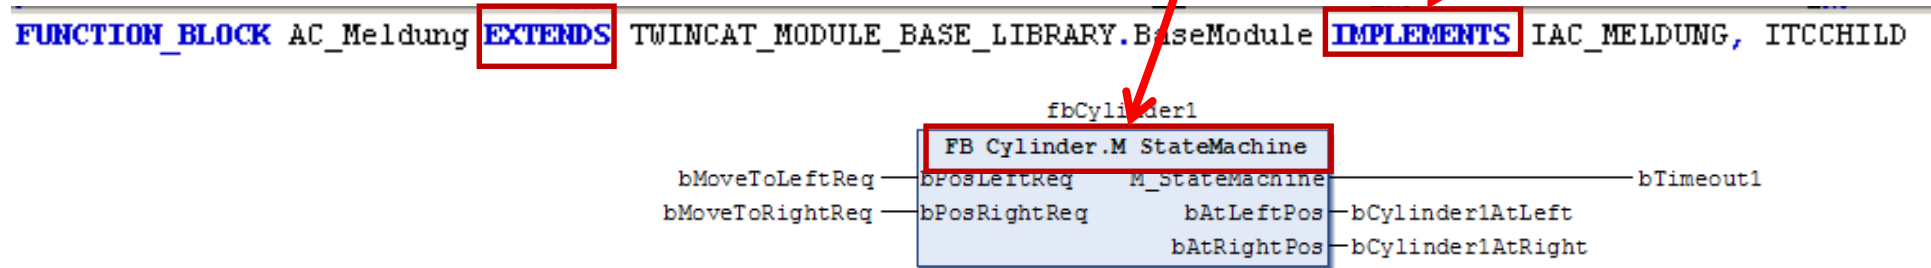 FUNCTION_BLOCK AC_Meldung EXTENDS TWINCAT_MODULE_BASE_LIBRARY.BaseModule IMPLEMENTS IAC_MELDUNG, ITCCHILD
fbCylinder1
FB Cylinder.M StateMachine
bMoveToLeftReq bPosLeftReq M_StateMachine bTimeout1
bMoveToRightReq bPosRightReq bAtLeftPos bCylinder1AtLeft
bAtRightPos bCylinder1AtRight